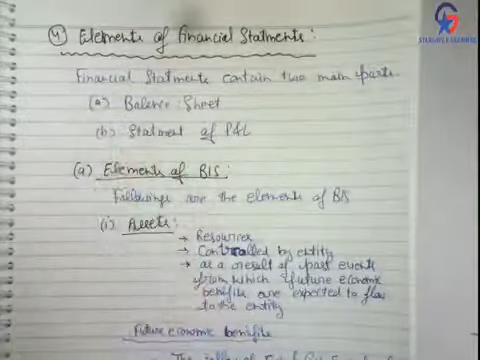 4) Elements of Financial Statments:
Financial Statments contain two main parts.
(a) Balance Sheet
(b) Statment of P&L
(a) Elements of B/S:
Followings are the elements of B/S
(i) Assets:
→ Resources
→ Controlled by entity
→ as a result of past events
from which future economic
benefits are expected to flow
to the entity
Future economic benefits